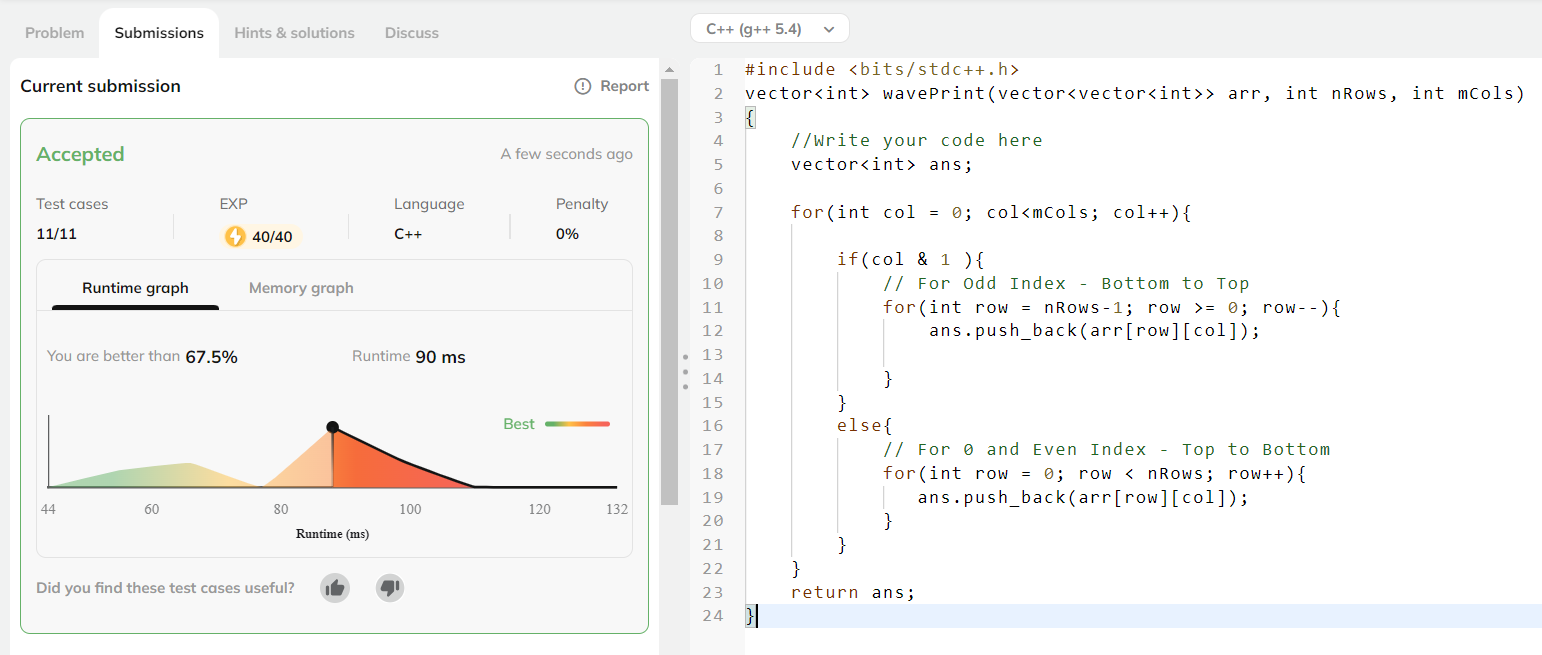 Problem Submissions Hints & solutions Discuss
Current submission Report
Accepted A few seconds ago
Test cases EXP Language Penalty
11/11 40/40 C++ 0%
Runtime graph Memory graph
You are better than 67.5% Runtime 90 ms
Best
44 60 80 100 120 132
Runtime (ms)
Did you find these test cases useful?
C++ (g++ 5.4)
1 #include <bits/stdc++.h>
2 vector<int> wavePrint(vector<vector<int>> arr, int nRows, int mCols)
3 {
4     //Write your code here
5     vector<int> ans;
6
7     for(int col = 0; col<mCols; col++){
8
9         if(col & 1 ){
10             // For Odd Index - Bottom to Top
11             for(int row = nRows-1; row >= 0; row--){
12                 ans.push_back(arr[row][col]);
13
14             }
15         }
16         else{
17             // For 0 and Even Index - Top to Bottom
18             for(int row = 0; row < nRows; row++){
19                ans.push_back(arr[row][col]);
20             }
21         }
22     }
23     return ans;
24 }